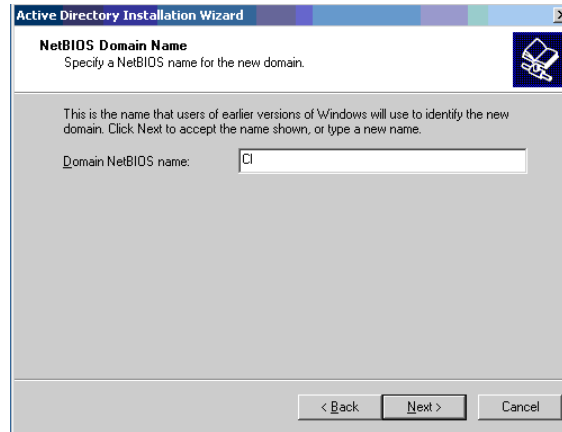 Active Directory Installation Wizard
NetBIOS Domain Name
Specify a NetBIOS name for the new domain.
This is the name that users of earlier versions of Windows will use to identify the new
domain. Click Next to accept the name shown, or type a new name.
Domain NetBIOS name: CI
< Back Next > Cancel